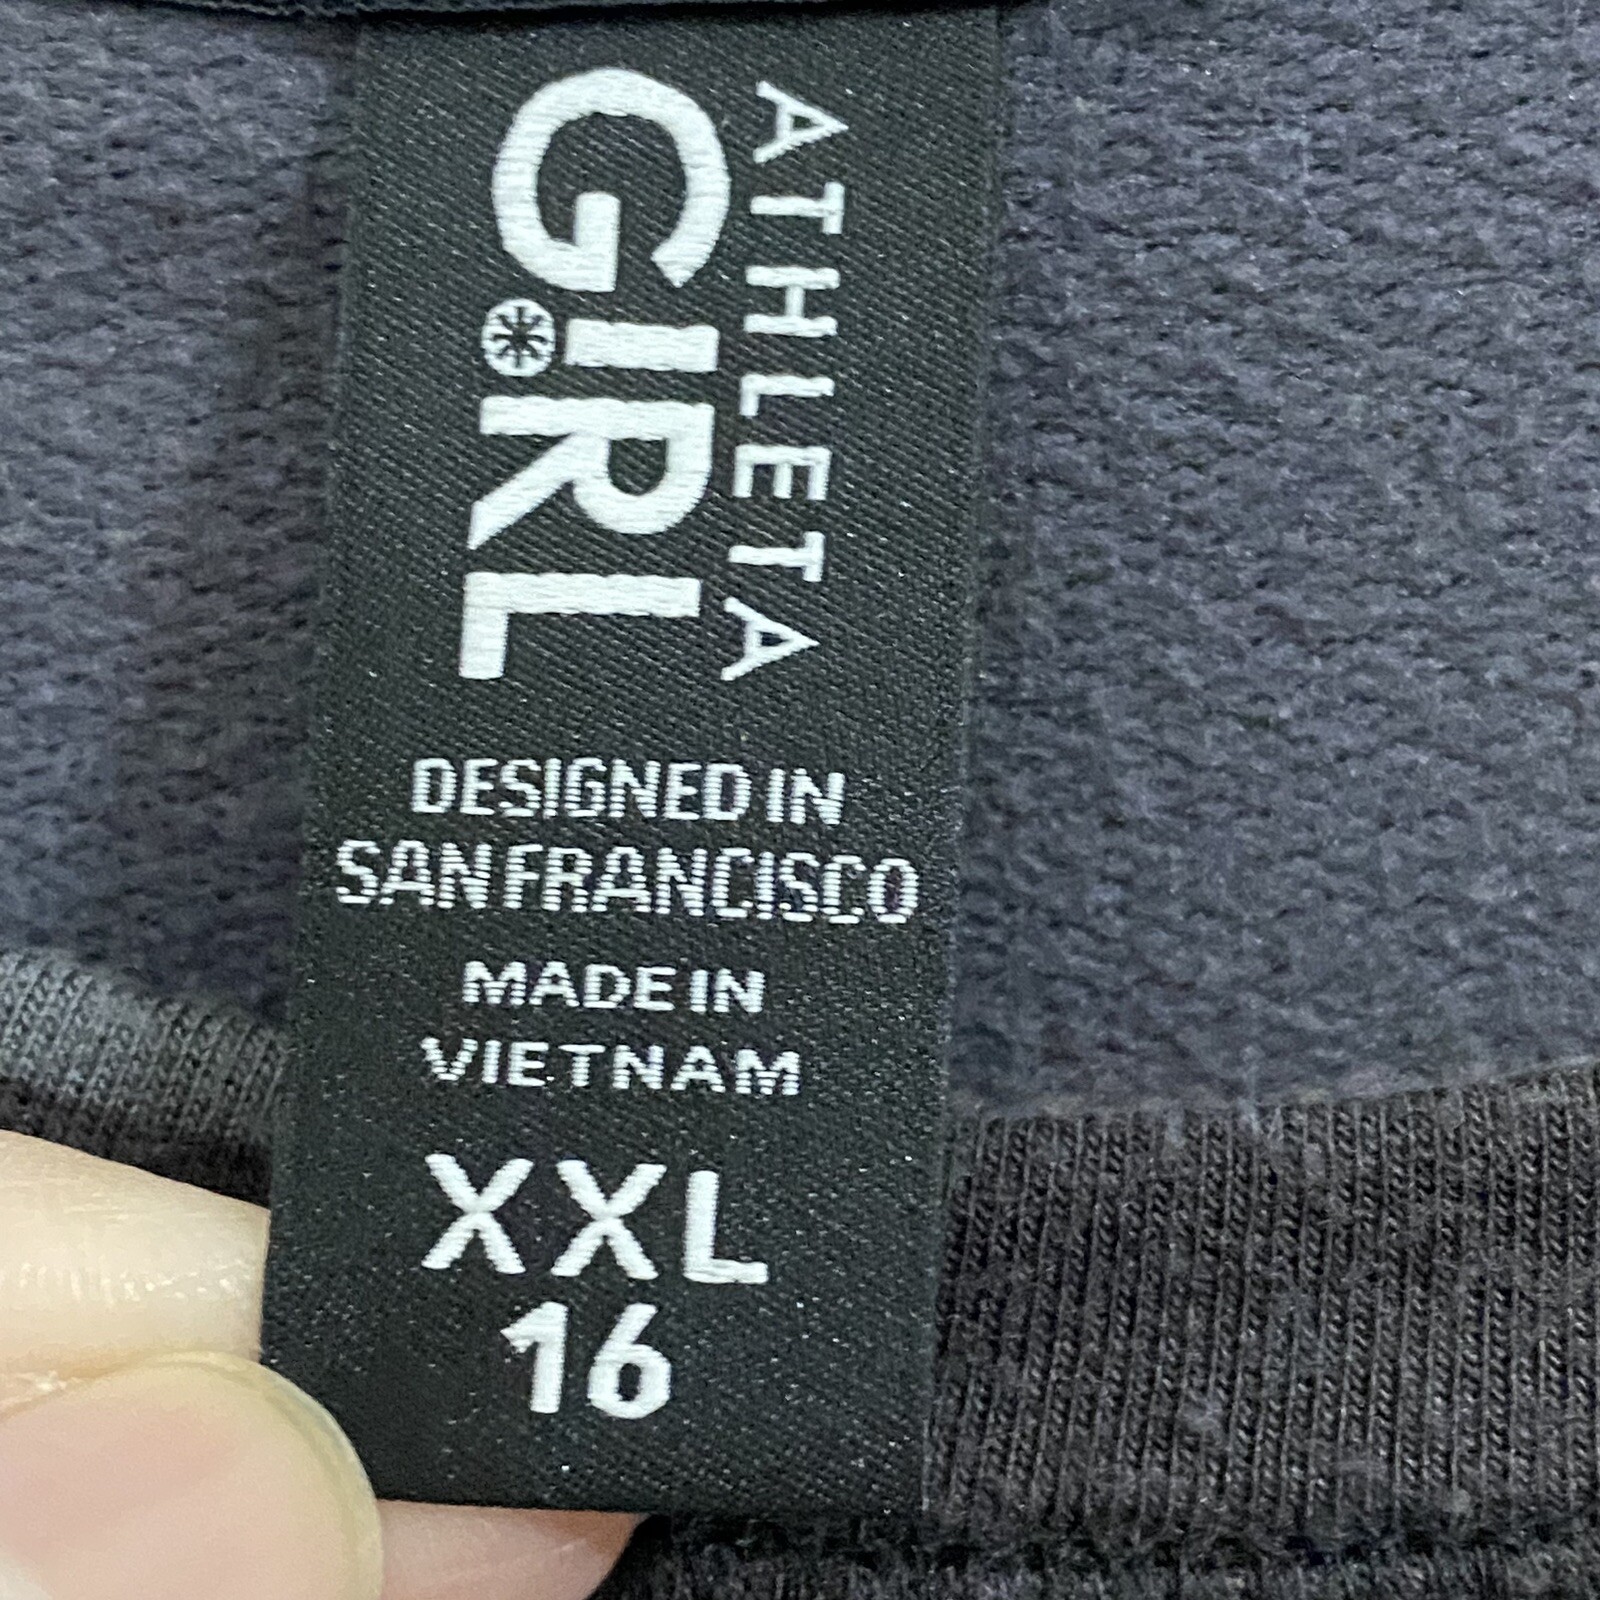 ATHLETA
GIRL
DESIGNED IN
SAN FRANCISCO
MADE IN
VIETNAM
XXL
16